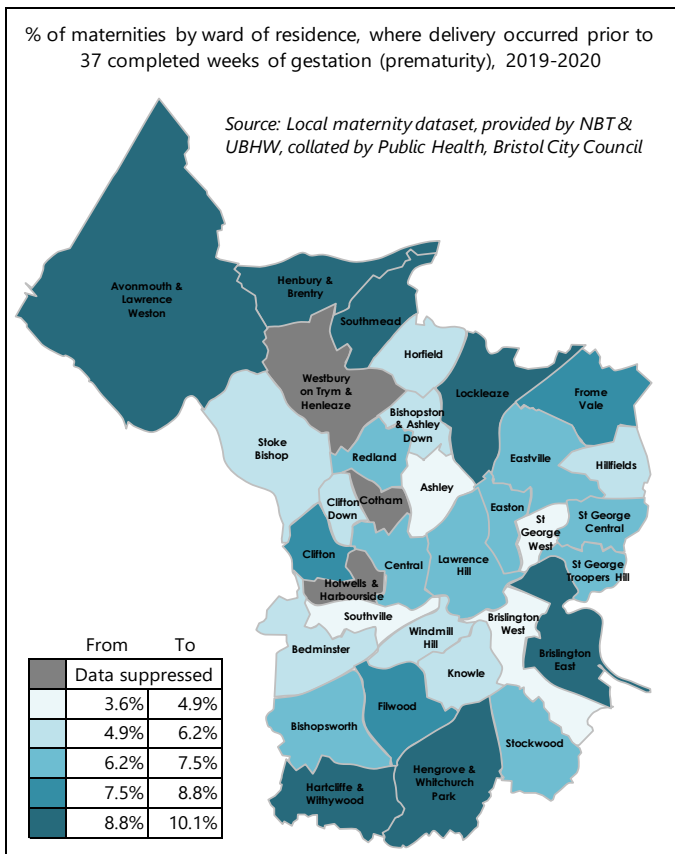 % of maternities by ward of residence, where delivery occurred prior to
37 completed weeks of gestation (prematurity), 2019-2020
Source: Local maternity dataset, provided by NBT &
UBHW, collated by Public Health, Bristol City Council
Avonmouth &
Lawrence
Weston
Henbury &
Brentry
Southmead
Horfield
Westbury
on Trym &
Henleaze
Lockleaze
Frome
Vale
Bishopston
& Ashley
Down
Stoke
Bishop
Redland
Eastville
Hillfields
Ashley
Cotham
Clifton
Down
Easton
St
George
West
St George
Central
Clifton
Central
Lawrence
Hill
St George
Troopers Hill
Hotwells &
Harbourside
Southville
Brislington
West
Windmill
Hill
Bedminster
Brislington
East
Knowle
Bishopsworth
Filwood
Stockwood
Hartcliffe &
Withywood
Hengrove &
Whitchurch
Park
From To
Data suppressed
3.6% 4.9%
4.9% 6.2%
6.2% 7.5%
7.5% 8.8%
8.8% 10.1%